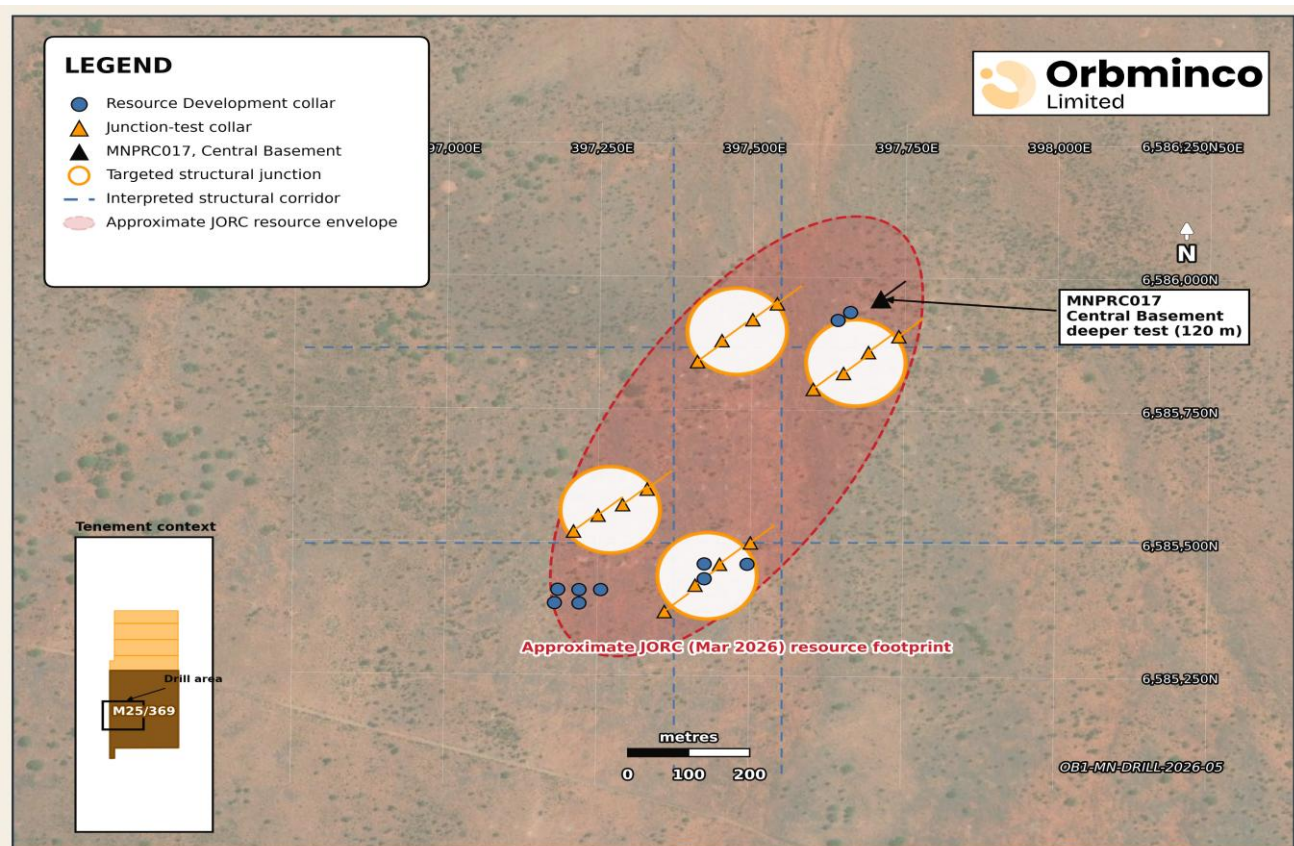 LEGEND
Resource Development collar
Junction-test collar
MNPRC017, Central Basement
Targeted structural junction
Interpreted structural corridor
Approximate JORC resource envelope
Orbminco
Limited
97,000E 397,250E 397,500E 397,750E 398,000E 6,586,250N 50E
N
6,586,000N
MNPRC017
Central Basement
deeper test (120 m)
6,585,750N
6,585,500N
Tenement context
Drill area
M25/369
Approximate JORC (Mar 2026) resource footprint
6,585,250N
metres
0 100 200
OB1-MN-DRILL-2026-05